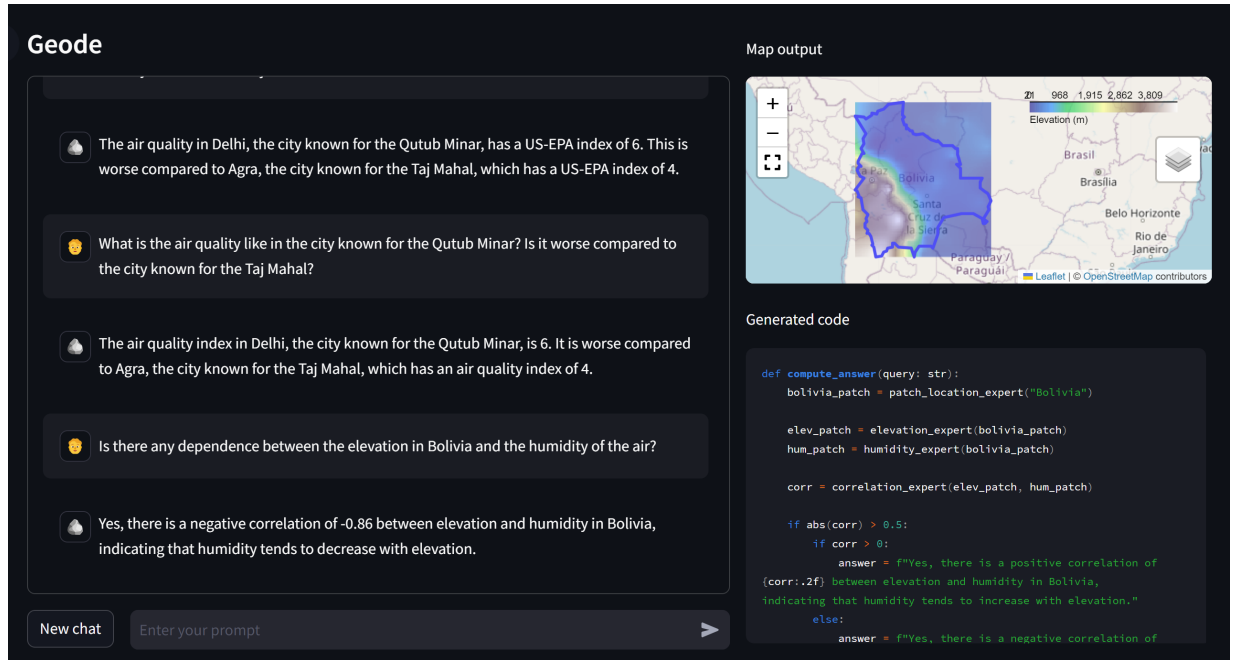 Geode
The air quality in Delhi, the city known for the Qutub Minar, has a US-EPA index of 6. This is
worse compared to Agra, the city known for the Taj Mahal, which has a US-EPA index of 4.
What is the air quality like in the city known for the Qutub Minar? Is it worse compared to
the city known for the Taj Mahal?
The air quality index in Delhi, the city known for the Qutub Minar, is 6. It is worse compared
to Agra, the city known for the Taj Mahal, which has an air quality index of 4.
Is there any dependence between the elevation in Bolivia and the humidity of the air?
Yes, there is a negative correlation of -0.86 between elevation and humidity in Bolivia,
indicating that humidity tends to decrease with elevation.
New chat
Enter your prompt
Map output
+
−
968 1,915 2,862 3,809
Elevation (m)
La Paz
Bolivia
Santa
Cruz de
la Sierra
Brasil
Brasília
Belo Horizonte
Rio de
Janeiro
Paraguay /
Paraguái
Leaflet | © OpenStreetMap contributors
Generated code
def compute_answer(query: str):
bolivia_patch = patch_location_expert("Bolivia")
elev_patch = elevation_expert(bolivia_patch)
hum_patch = humidity_expert(bolivia_patch)
corr = correlation_expert(elev_patch, hum_patch)
if abs(corr) > 0.5:
if corr > 0:
answer = f"Yes, there is a positive correlation of
{corr:.2f} between elevation and humidity in Bolivia,
indicating that humidity tends to increase with elevation."
else:
answer = f"Yes, there is a negative correlation of